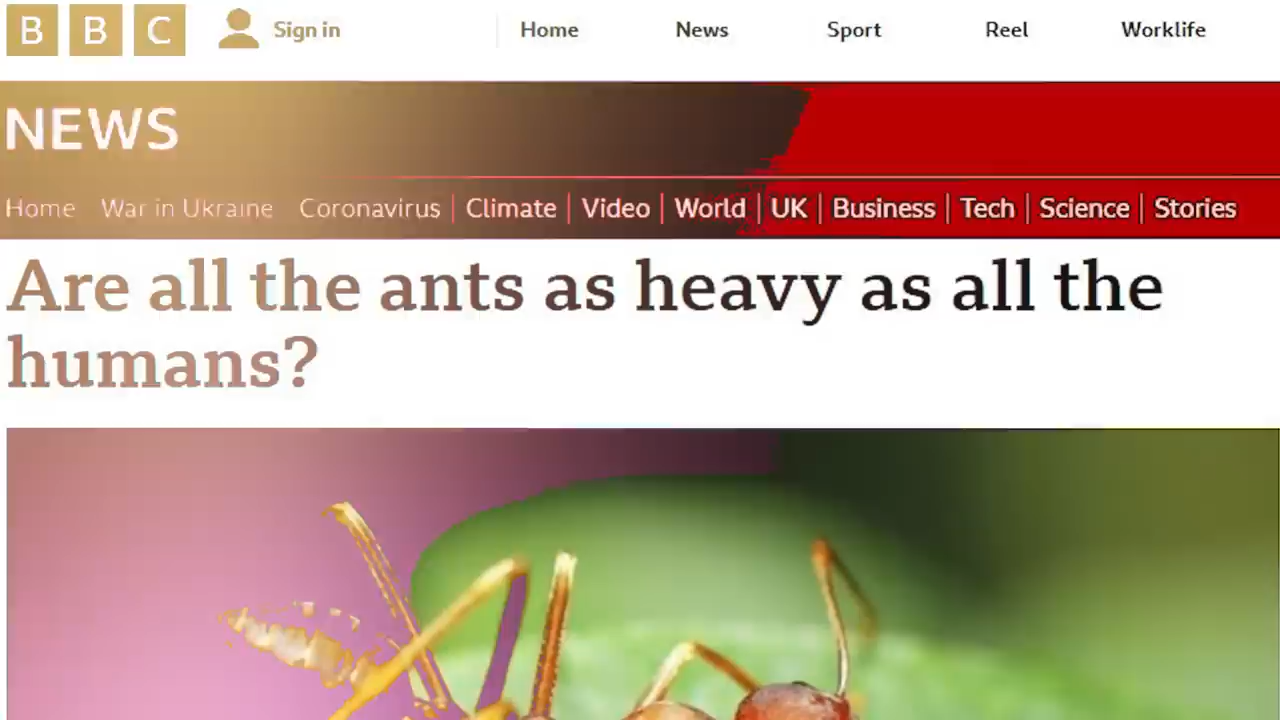 BBC Sign in Home News Sport Reel Worklife
NEWS
Home War in Ukraine Coronavirus Climate Video World UK Business Tech Science Stories
Are all the ants as heavy as all the
humans?